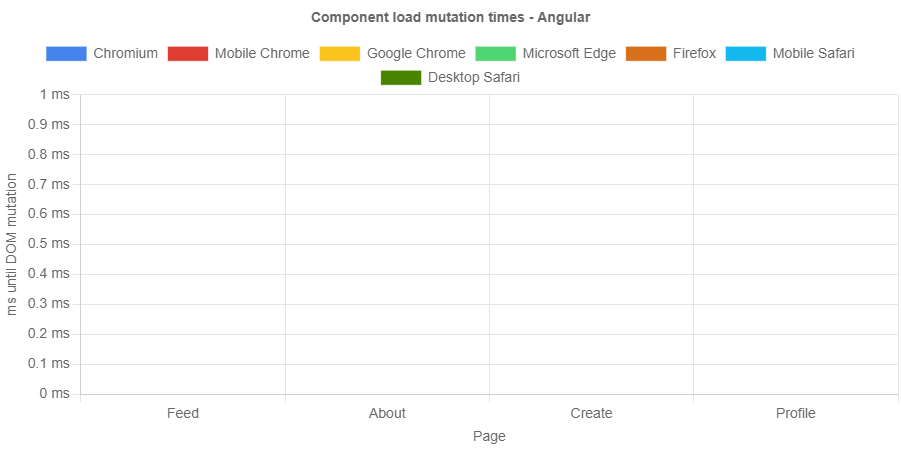 Component load mutation times - Angular
Chromium Mobile Chrome Google Chrome Microsoft Edge Firefox Mobile Safari
Desktop Safari
ms until DOM mutation
1 ms
0.9 ms
0.8 ms
0.7 ms
0.6 ms
0.5 ms
0.4 ms
0.3 ms
0.2 ms
0.1 ms
0 ms
Feed About Create Profile
Page